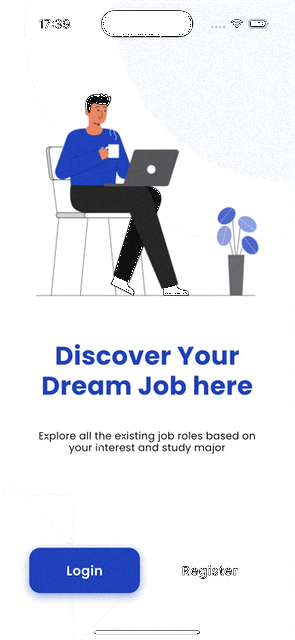 17:39
Discover Your
Dream Job here
Explore all the existing job roles based on
your interest and study major
Login
Register